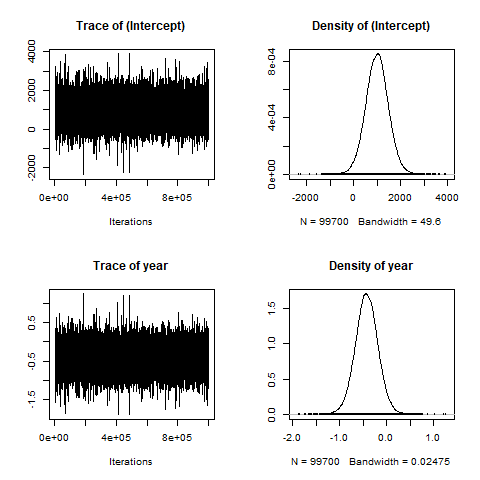 Trace of (Intercept)
4000
2000
0
-2000
0e+00 4e+05 8e+05
Iterations
Density of (Intercept)
8e-04
4e-04
0e+00
-2000 0 2000 4000
N = 99700 Bandwidth = 49.6
Trace of year
0.5
-0.5
-1.5
0e+00 4e+05 8e+05
Iterations
Density of year
1.5
1.0
0.5
0.0
-2.0 -1.0 0.0 1.0
N = 99700 Bandwidth = 0.02475